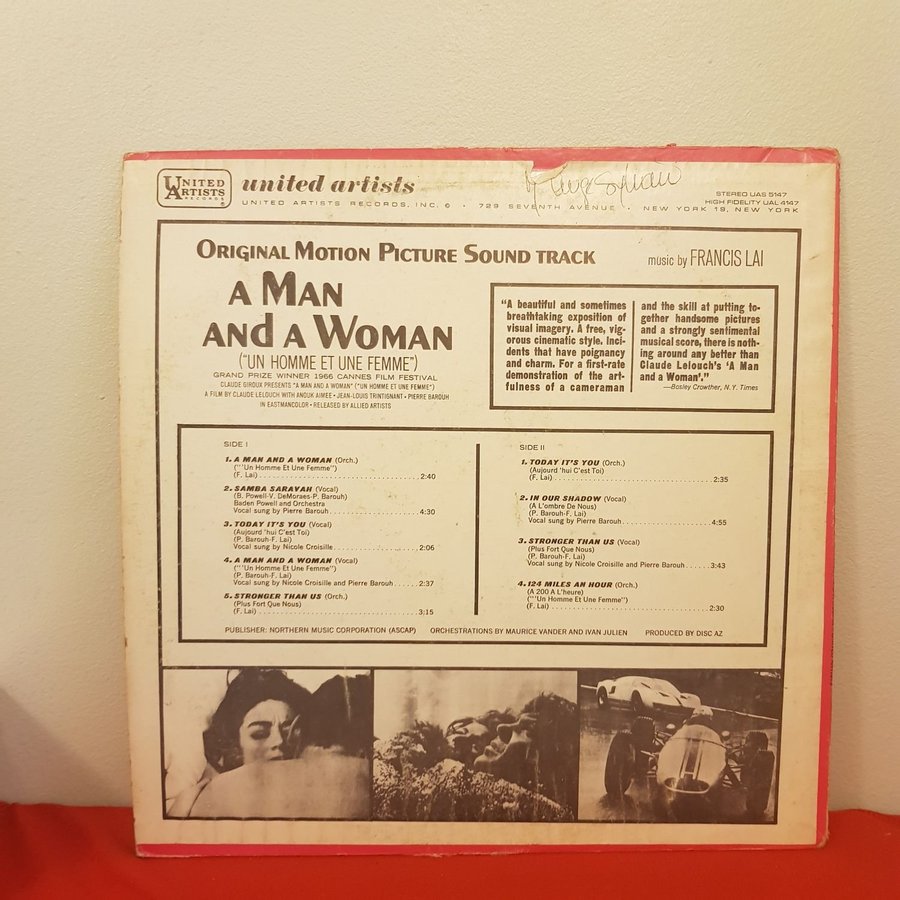 UNITED ARTISTS RECORDS
united artists
UNITED ARTISTS RECORDS, INC. 6 • 729 SEVENTH AVENUE • NEW YORK 19, NEW YORK
STEREO UAS 5147
HIGH FIDELITY UAL 4147
ORIGINAL MOTION PICTURE SOUND TRACK
music by FRANCIS LAI
A MAN
AND A WOMAN
("UN HOMME ET UNE FEMME")
GRAND PRIZE WINNER 1966 CANNES FILM FESTIVAL
CLAUDE GIROUX PRESENTS "A MAN AND A WOMAN" ("UN HOMME ET UNE FEMME")
A FILM BY CLAUDE LELOUCH WITH ANOUK AIMEE • JEAN-LOUIS TRINTIGNANT • PIERRE BAROUH
IN EASTMANCOLOR • RELEASED BY ALLIED ARTISTS
"A beautiful and sometimes
breathtaking exposition of
visual imagery. A free, vig-
orous cinematic style. Inci-
dents that have poignancy
and charm. For a first-rate
demonstration of the art-
fulness of a cameraman
and the skill at putting to-
gether handsome pictures
and a strongly sentimental
musical score, there is noth-
ing around any better than
Claude Lelouch's 'A Man
and a Woman'."
—Bosley Crowther, N.Y. Times
SIDE I
1. A MAN AND A WOMAN (Orch.)
("'Un Homme Et Une Femme")
(F. Lai) 2:40
2. SAMBA SARAVAH (Vocal)
(B. Powell-V. DeMoraes-P. Barouh)
Baden Powell and Orchestra
Vocal sung by Pierre Barouh 4:30
3. TODAY IT'S YOU (Vocal)
(Aujourd 'hui C'est Toi)
(P. Barouh-F. Lai)
Vocal sung by Nicole Croisille 2:06
4. A MAN AND A WOMAN (Vocal)
("'Un Homme Et Une Femme")
(P. Barouh-F. Lai)
Vocal sung by Nicole Croisille and Pierre Barouh 2:37
5. STRONGER THAN US (Orch.)
(Plus Fort Que Nous)
(F. Lai) 3:15
SIDE II
1. TODAY IT'S YOU (Orch.)
(Aujourd 'hui C'est Toi)
(F. Lai) 2:35
2. IN OUR SHADOW (Vocal)
(A L'ombre De Nous)
(P. Barouh-F. Lai)
Vocal sung by Pierre Barouh 4:55
3. STRONGER THAN US (Vocal)
(Plus Fort Que Nous)
(P. Barouh-F. Lai)
Vocal sung by Nicole Croisille and Pierre Barouh 3:43
4. 124 MILES AN HOUR (Orch.)
(A 200 A L'heure)
("'Un Homme Et Une Femme")
(F. Lai) 2:30
PUBLISHER: NORTHERN MUSIC CORPORATION (ASCAP) ORCHESTRATIONS BY MAURICE VANDER AND IVAN JULIEN PRODUCED BY DISC AZ